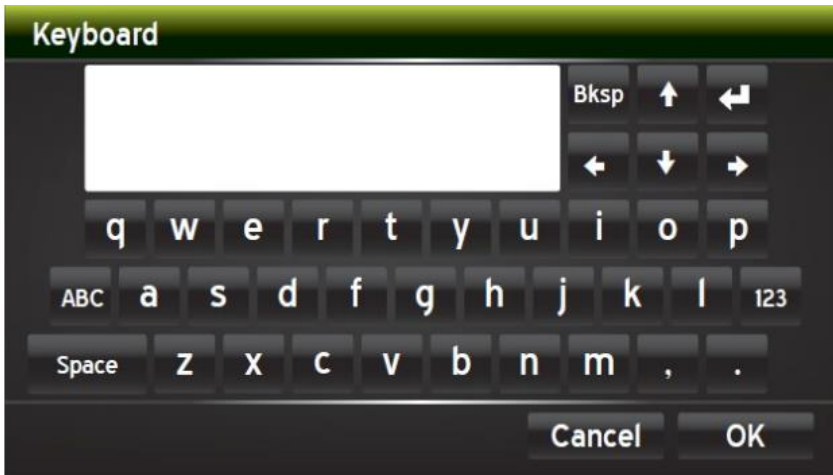 Keyboard
Bksp
q w e r t y u i o p
ABC a s d f g h j k l 123
Space z x c v b n m , .
Cancel OK